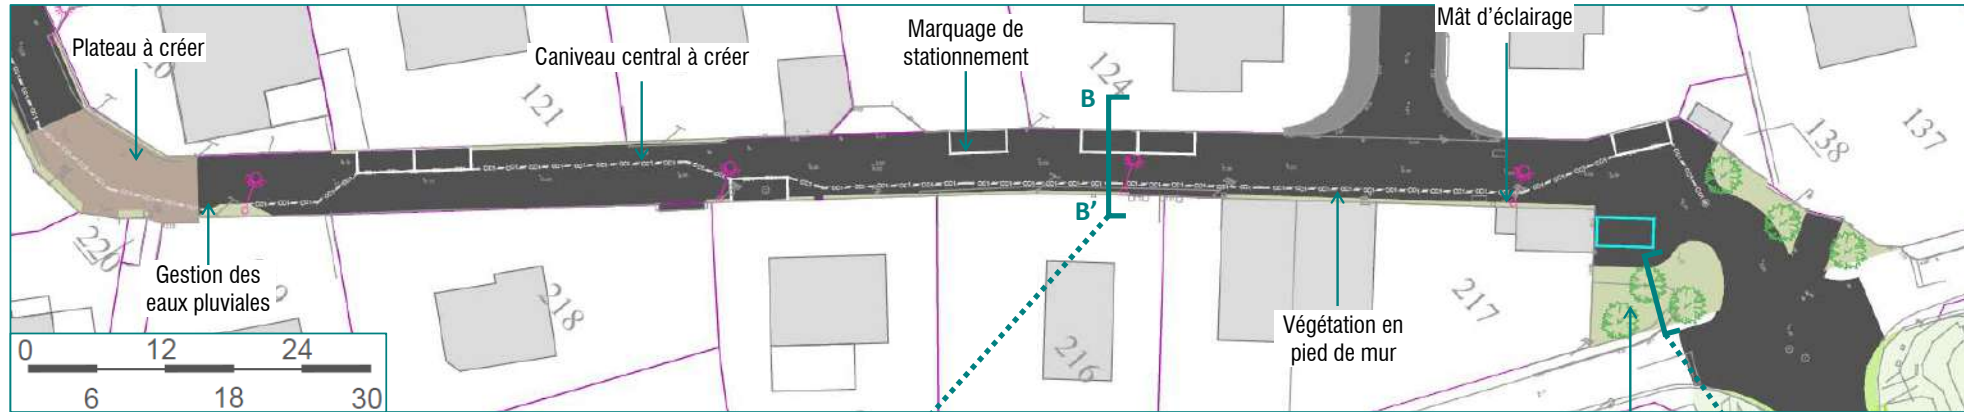 Plateau à créer
Caniveau central à créer
Marquage de
stationnement
Mât d'éclairage
121
124
B
B'
138
137
220
Gestion des
eaux pluviales
218
216
217
Végétation en
pied de mur
0 12 24
6 18 30